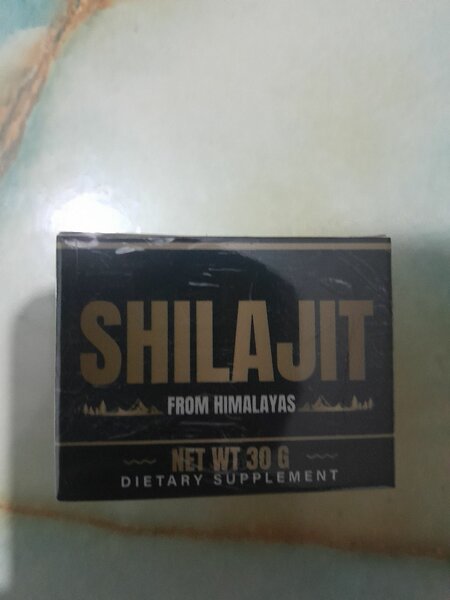 SHILAJIT
FROM HIMALAYAS
NET WT 30 G
DIETARY SUPPLEMENT